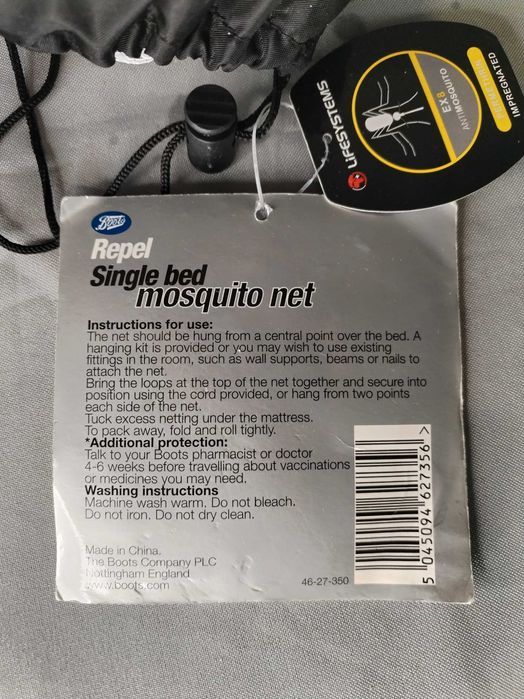 LIFESYSTEMS
EX8
ANTIMOSQUITO
PERMETHRIN
IMPREGNATED
Boots
Repel
Single bed
mosquito net
Instructions for use:
The net should be hung from a central point over the bed. A
hanging kit is provided or you may wish to use existing
fittings in the room, such as wall supports, beams or nails to
attach the net.
Bring the loops at the top of the net together and secure into
position using the cord provided, or hang from two points
each side of the net.
Tuck excess netting under the mattress.
To pack away, fold and roll tightly.
*Additional protection:
Talk to your Boots pharmacist or doctor
4-6 weeks before travelling about vaccinations
or medicines you may need.
Washing instructions
Machine wash warm. Do not bleach.
Do not iron. Do not dry clean.
Made in China.
The Boots Company PLC
Nottingham England
www.boots.com
46-27-350
5 045094 627356 >